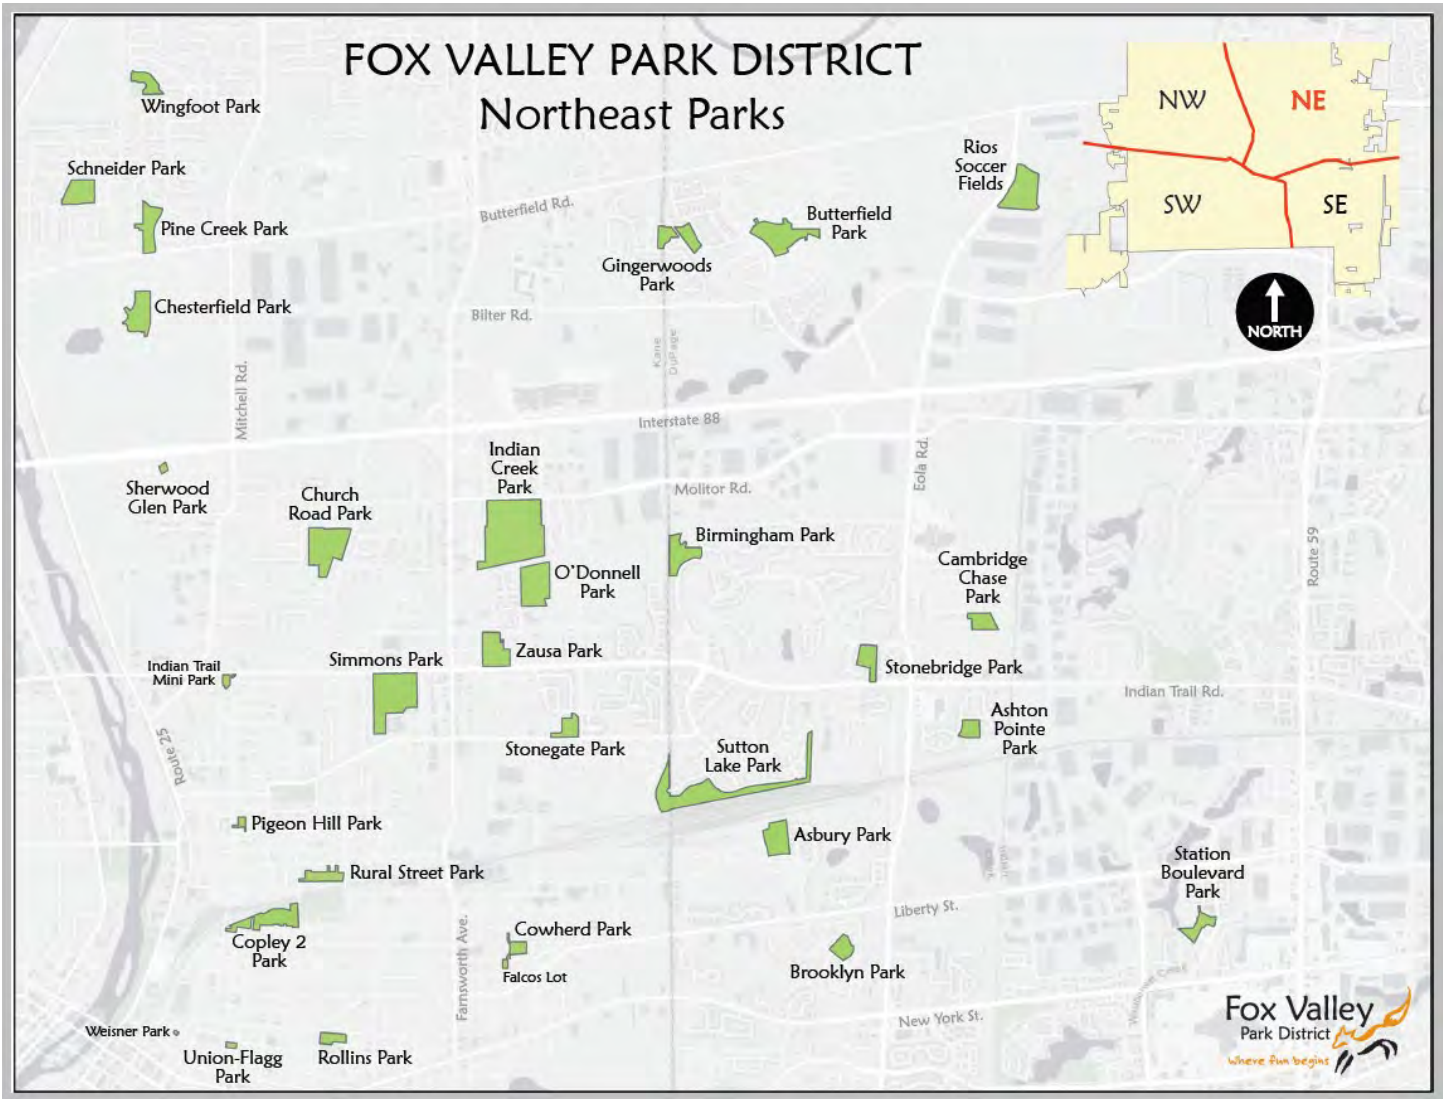 FOX VALLEY PARK DISTRICT
Northeast Parks
NW
NE
SW
SE
NORTH
Wingfoot Park
Schneider Park
Pine Creek Park
Chesterfield Park
Butterfield Rd.
Rios
Soccer
Fields
Butterfield
Park
Gingerwoods
Park
Bilter Rd.
Kane
DuPage
Mitchell Rd.
Interstate 88
Indian
Creek
Park
Eola Rd.
Sherwood
Glen Park
Church
Road Park
Molitor Rd.
Birmingham Park
Route 59
O'Donnell
Park
Cambridge
Chase
Park
Zausa Park
Simmons Park
Indian Trail
Mini Park
Stonebridge Park
Indian Trail Rd.
Route 25
Stonegate Park
Sutton
Lake Park
Ashton
Pointe
Park
Pigeon Hill Park
Asbury Park
Rural Street Park
Station
Boulevard
Park
Liberty St.
Farnsworth Ave.
Copley 2
Park
Cowherd Park
Falcos Lot
Brooklyn Park
New York St.
Weisner Park
Union-Flagg
Park
Rollins Park
Fox Valley
Park District
where fun begins